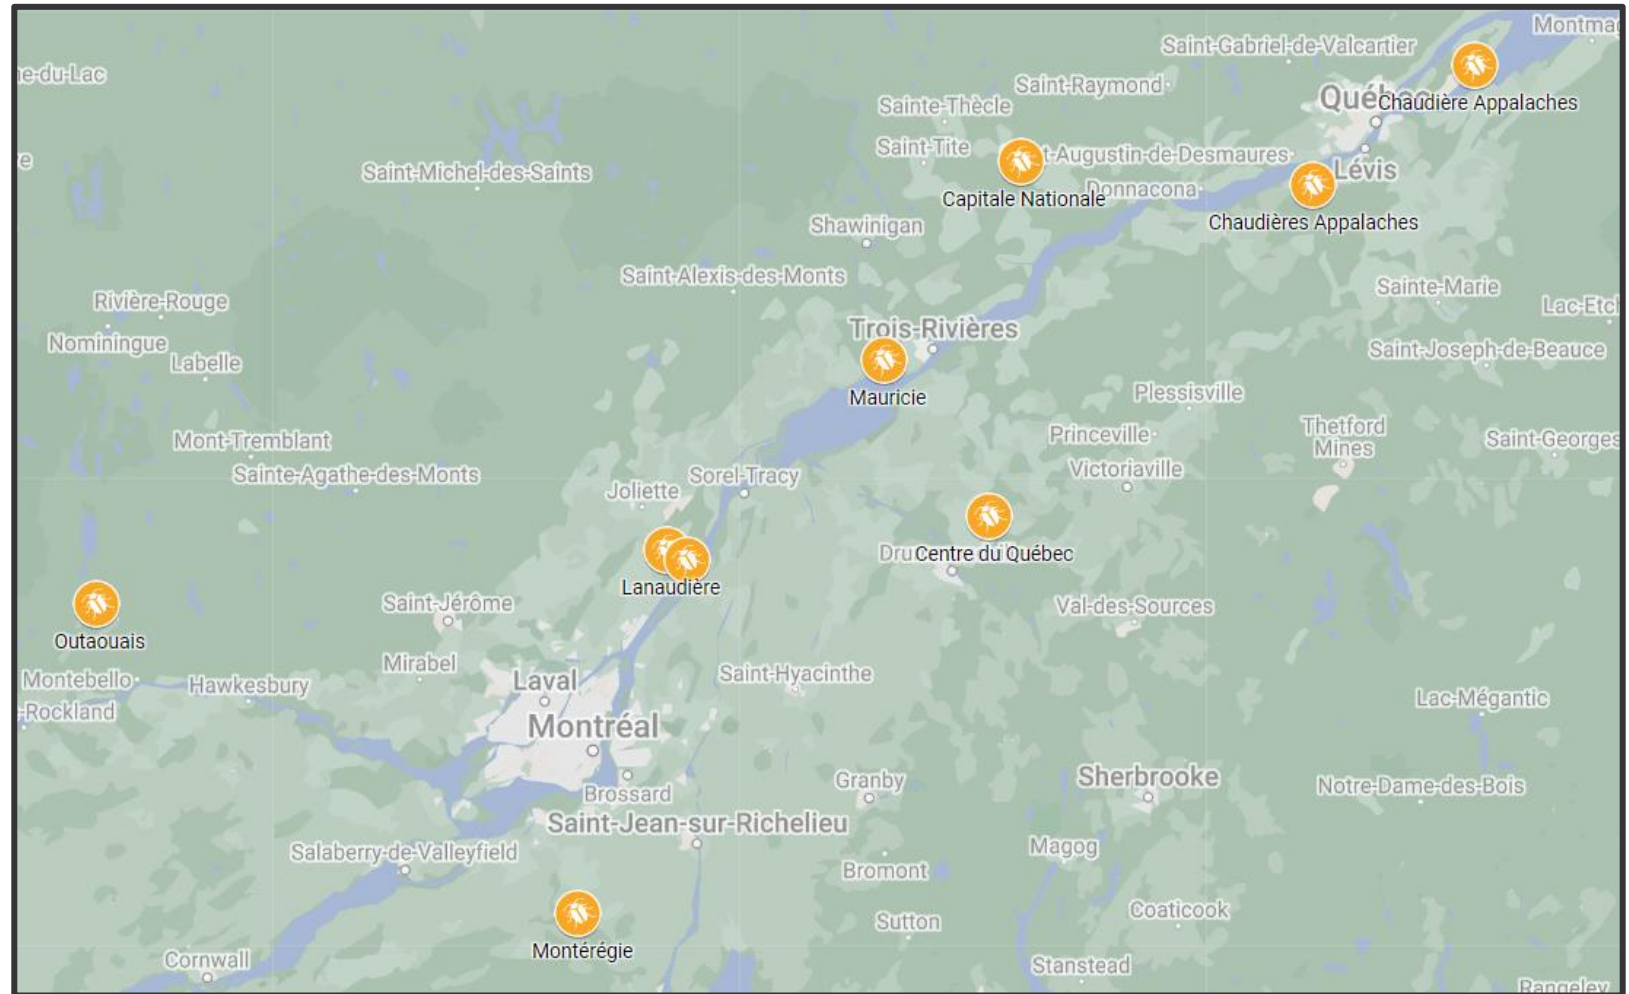 Montma
Saint-Gabriel-de-Valcartier
ne-du-Lac
Saint-Raymond
Québec
Chaudière Appalaches
Sainte-Thècle
Saint-Tite
t-Augustin-de-Desmaures
Lévis
Saint-Michel-des-Saints
Donnacona
Capitale Nationale
Chaudières Appalaches
Shawinigan
Saint-Alexis-des-Monts
Sainte-Marie
Rivière-Rouge
Lac-Etch
Trois-Rivières
Nominingue
Saint-Joseph-de-Beauce
Labelle
Plessisville
Mauricie
Thetford
Mines
Princeville
Saint-Georges
Mont-Tremblant
Victoriaville
Sainte-Agathe-des-Monts
Sorel-Tracy
Joliette
Dru
Centre du Québec
Lanaudière
Saint-Jérôme
Val-des-Sources
Outaouais
Mirabel
Saint-Hyacinthe
Montebello
Laval
Hawkesbury
Lac-Mégantic
-Rockland
Montréal
Sherbrooke
Granby
Notre-Dame-des-Bois
Brossard
Saint-Jean-sur-Richelieu
Magog
Salaberry-de-Valleyfield
Bromont
Coaticook
Sutton
Montérégie
Cornwall
Stanstead
Rangeley